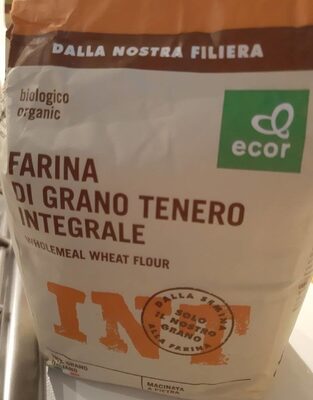 DALLA NOSTRA FILIERA
biologico
organic
ecor
FARINA
DI GRANO TENERO
INTEGRALE
WHOLEMEAL WHEAT FLOUR
INT
DALLA SEMINA
SOLO
IL NOSTRO
GRANO
ALLA FARINA
GRANO
MACINATA
A PIETRA